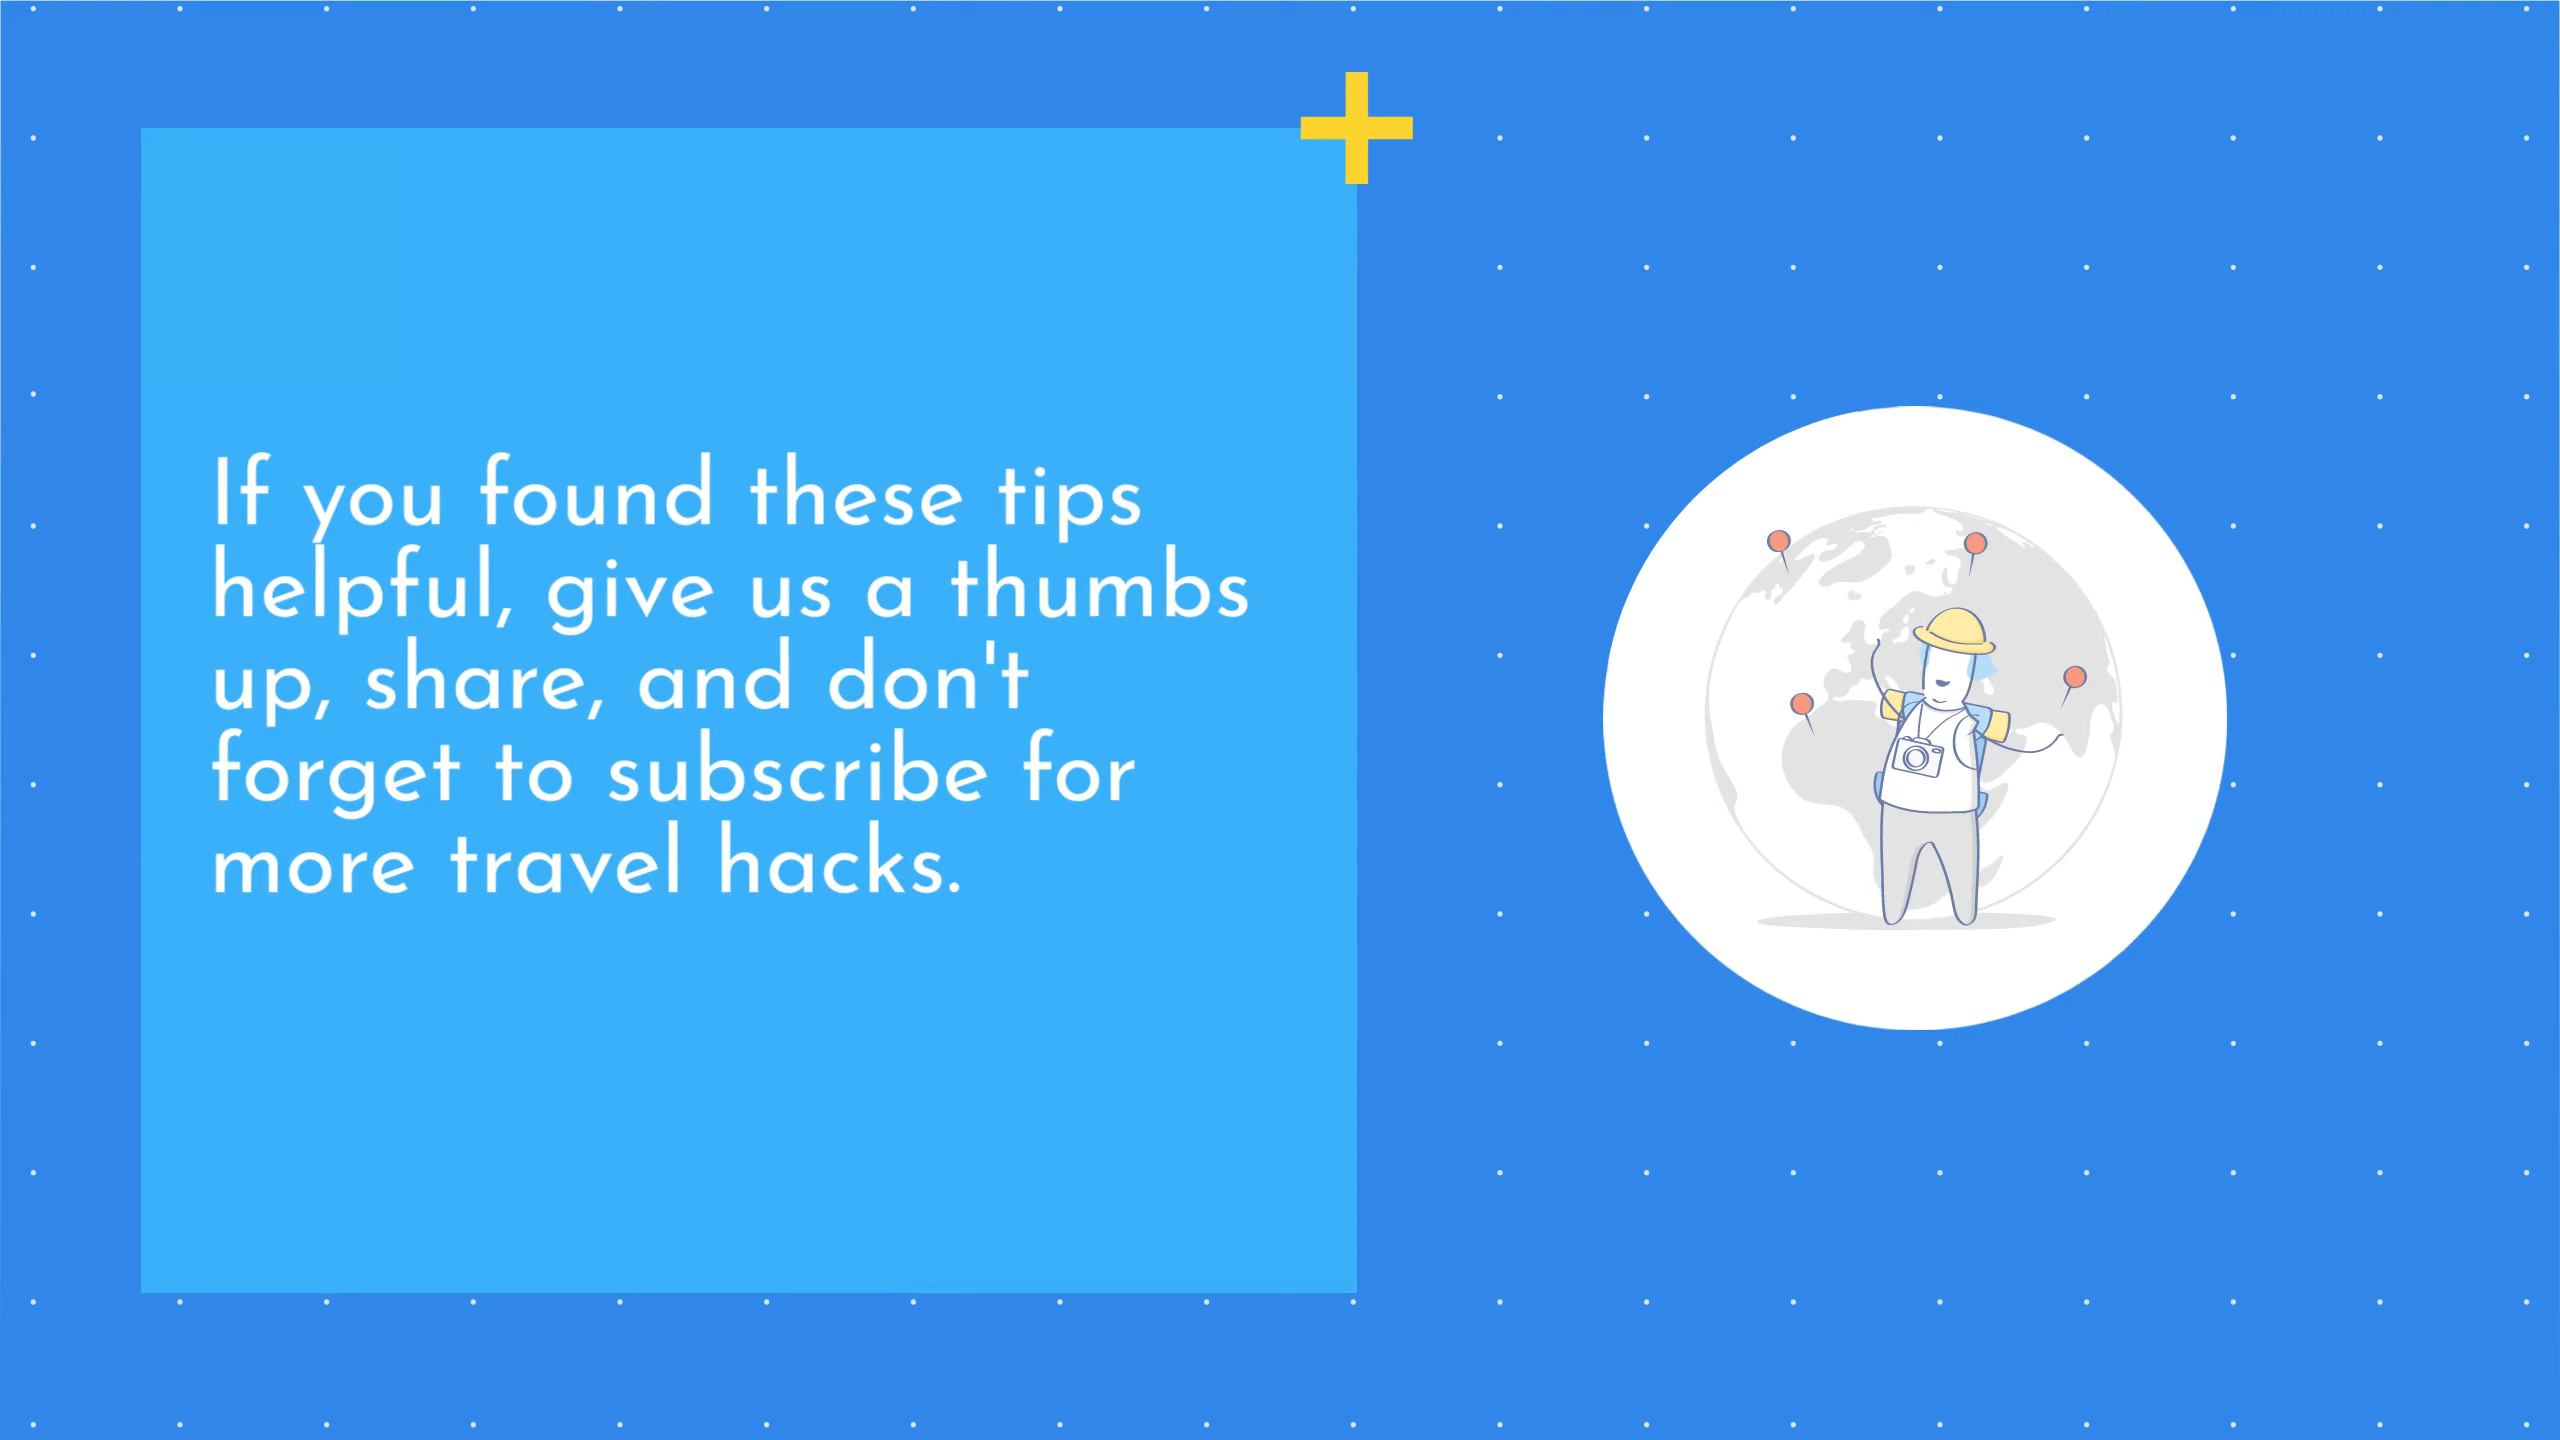 If you found these tips
helpful, give us a thumbs
up, share, and don't
forget to subscribe for
more travel hacks.